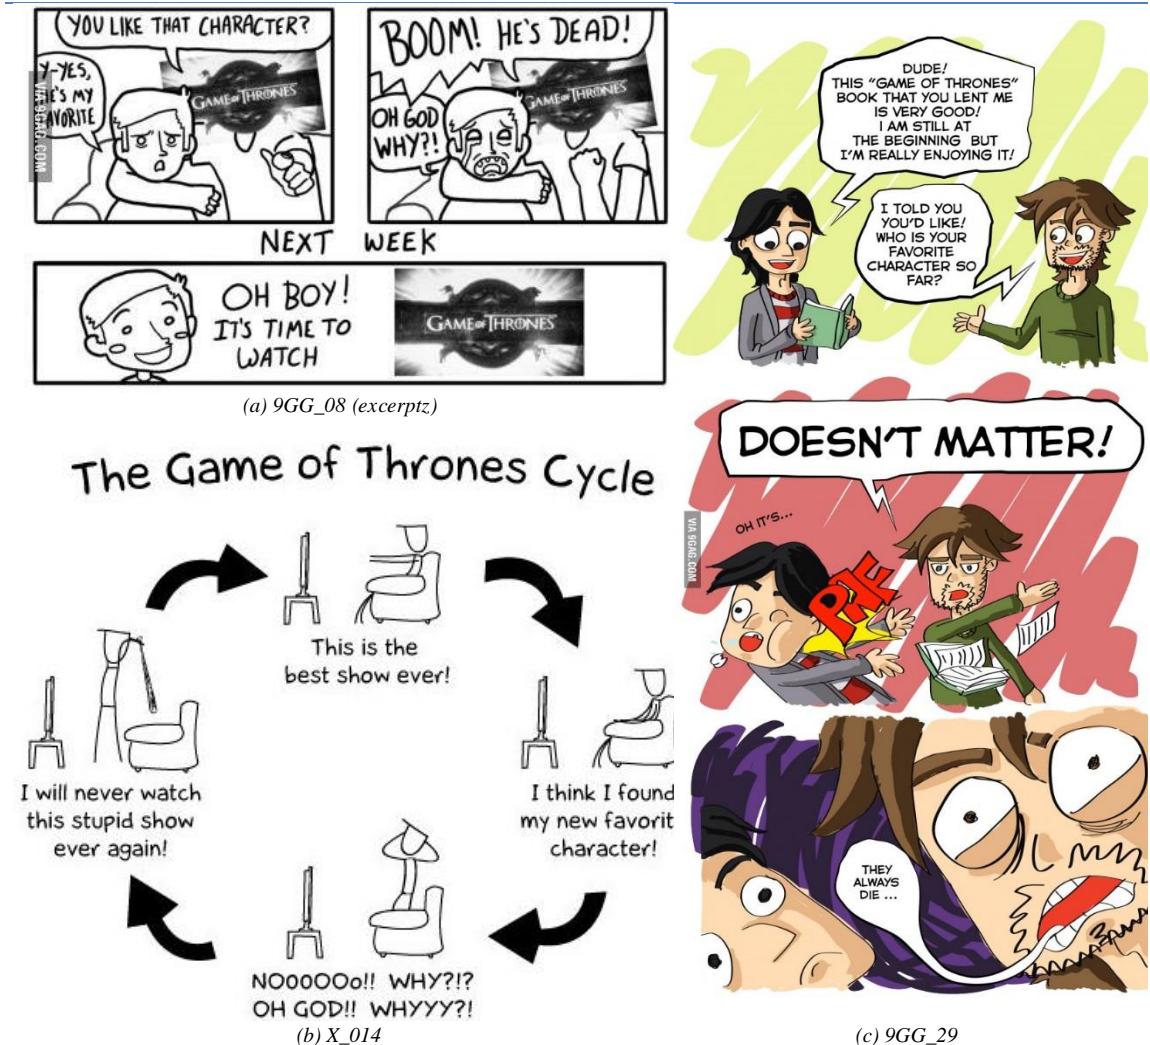 YOU LIKE THAT CHARACTER?
Y-YES,
HE'S MY
FAVORITE
GAME OF THRONES
VIA 9GAG.COM
BOOM! HE'S DEAD!
OH GOD
WHY?!
GAME OF THRONES
NEXT WEEK
OH BOY!
IT'S TIME TO
WATCH
GAME OF THRONES
(a) 9GG_08 (excerptz)
The Game of Thrones Cycle
This is the
best show ever!
I think I found
my new favorit
character!
NOooOOo!! WHY?!?
OH GOD!! WHYYY?!
I will never watch
this stupid show
ever again!
(b) X_014
DUDE!
THIS "GAME OF THRONES"
BOOK THAT YOU LENT ME
IS VERY GOOD!
I AM STILL AT
THE BEGINNING BUT
I'M REALLY ENJOYING IT!
I TOLD YOU
YOU'D LIKE!
WHO IS YOUR
FAVORITE
CHARACTER SO
FAR?
DOESN'T MATTER!
OH IT'S...
PAF
VIA 9GAG.COM
THEY
ALWAYS
DIE ...
(c) 9GG_29